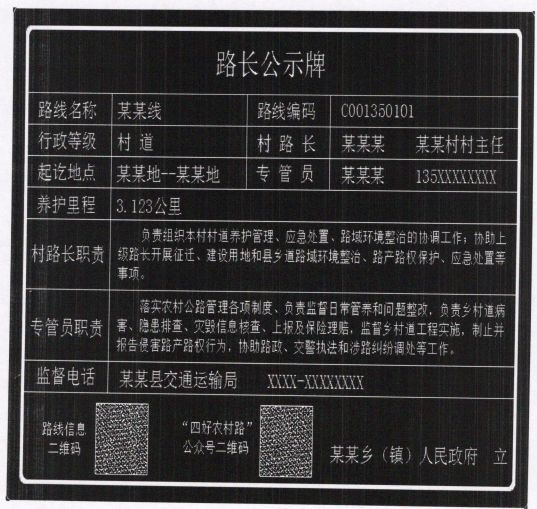 路长公示牌
路线名称 某某线 路线编码 C001350101
行政等级 村 道 村 路 长 某某某 某某村村主任
起讫地点 某某地--某某地 专 管 员 某某某 135XXXXXXXX
养护里程 3.123公里
村路长职责
负责组织本村村道养护管理、应急处置、路域环境整治的协调工作；协助上
级路长开展征迁、建设用地和县乡道路域环境整治、路产路权保护、应急处置等
事项。
专管员职责
落实农村公路管理各项制度、负责监督日常管养和问题整改，负责乡村道病
害、隐患排查、灾毁信息核查、上报及保险理赔，监督乡村道工程实施，制止并
报告侵害路产路权行为，协助路政、交警执法和涉路纠纷调处等工作。
监督电话 某某县交通运输局 XXXX-XXXXXXXX
路线信息
二维码
“四好农村路”
公众号二维码
某某乡（镇）人民政府 立